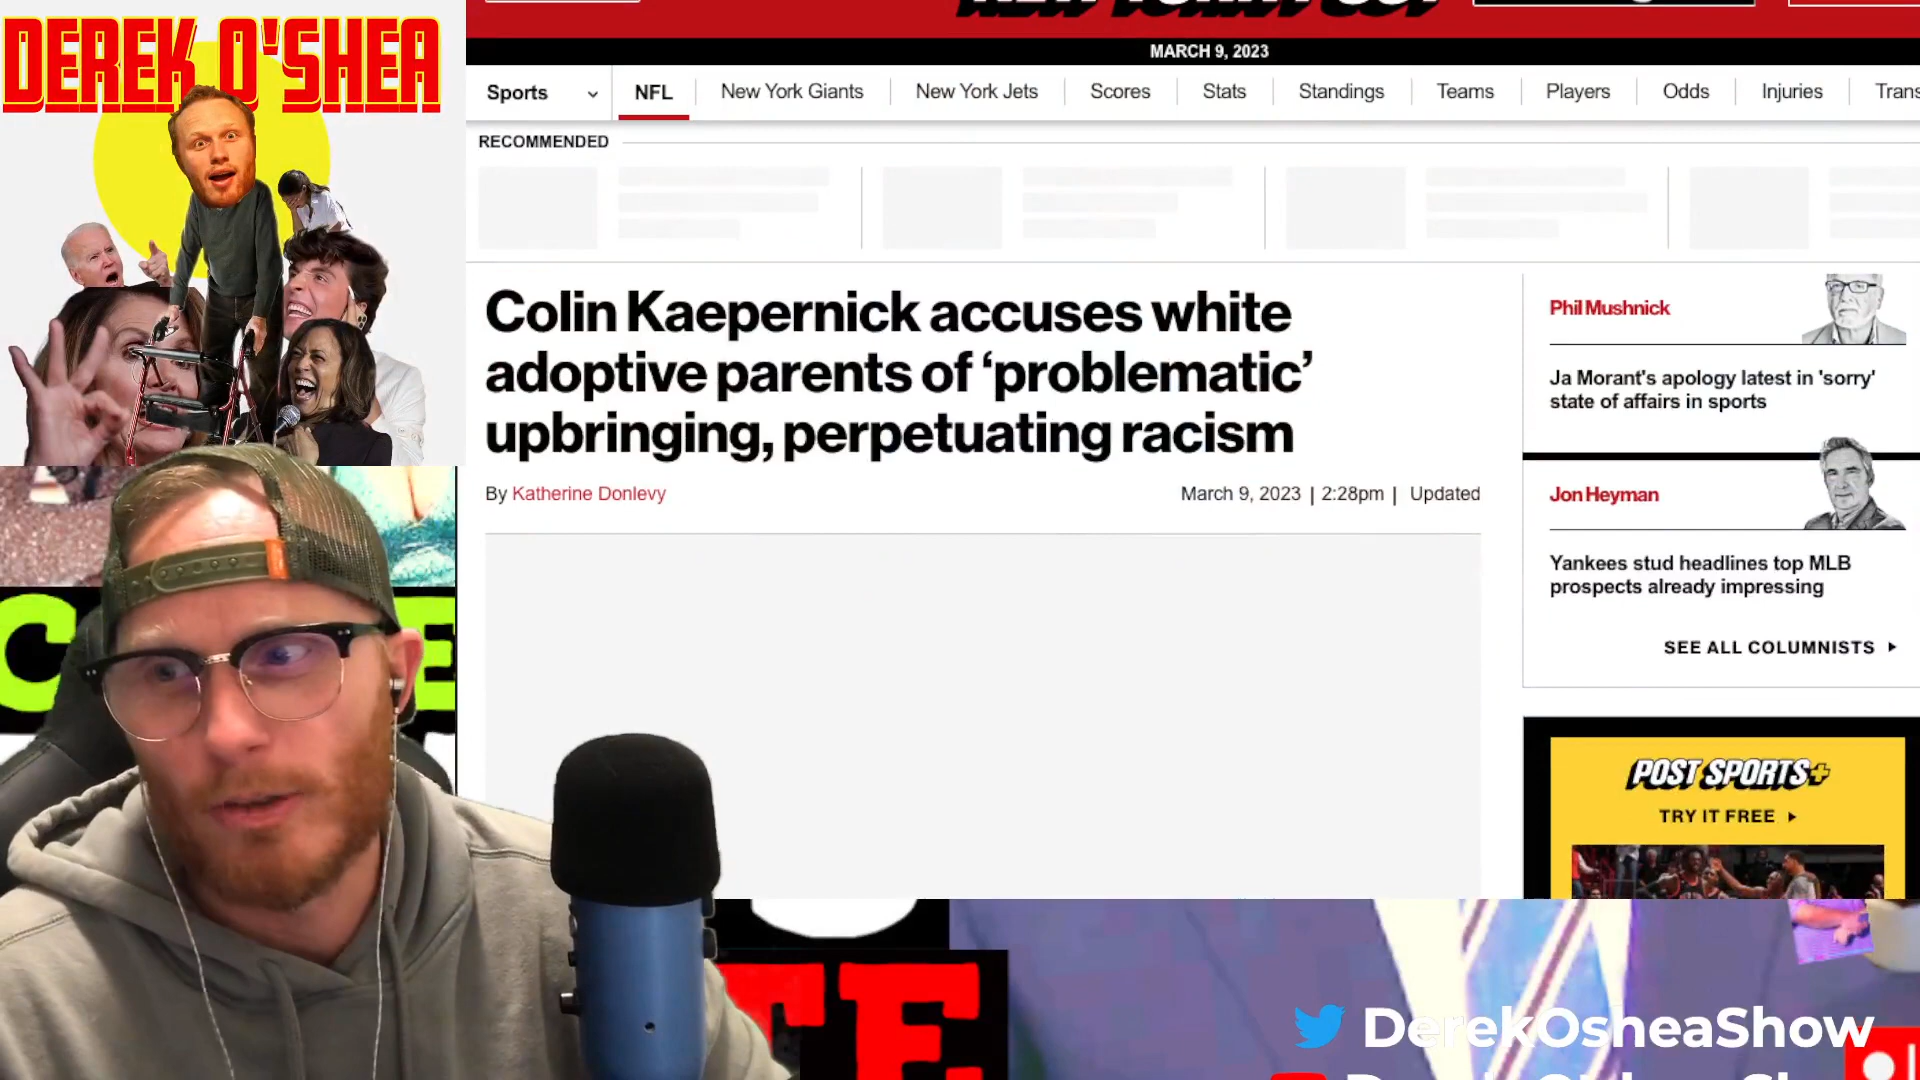 DEREK O'SHEA
MARCH 9, 2023
Sports
NFL
New York Giants
New York Jets
Scores
Stats
Standings
Teams
Players
Odds
Injuries
Trans
RECOMMENDED
Colin Kaepernick accuses white
adoptive parents of ‘problematic’
upbringing, perpetuating racism
By Katherine Donlevy
March 9, 2023 | 2:28pm | Updated
Phil Mushnick
Ja Morant's apology latest in 'sorry'
state of affairs in sports
Jon Heyman
Yankees stud headlines top MLB
prospects already impressing
SEE ALL COLUMNISTS
POST SPORTS+
TRY IT FREE
C
E
TE
DerekOsheaShow